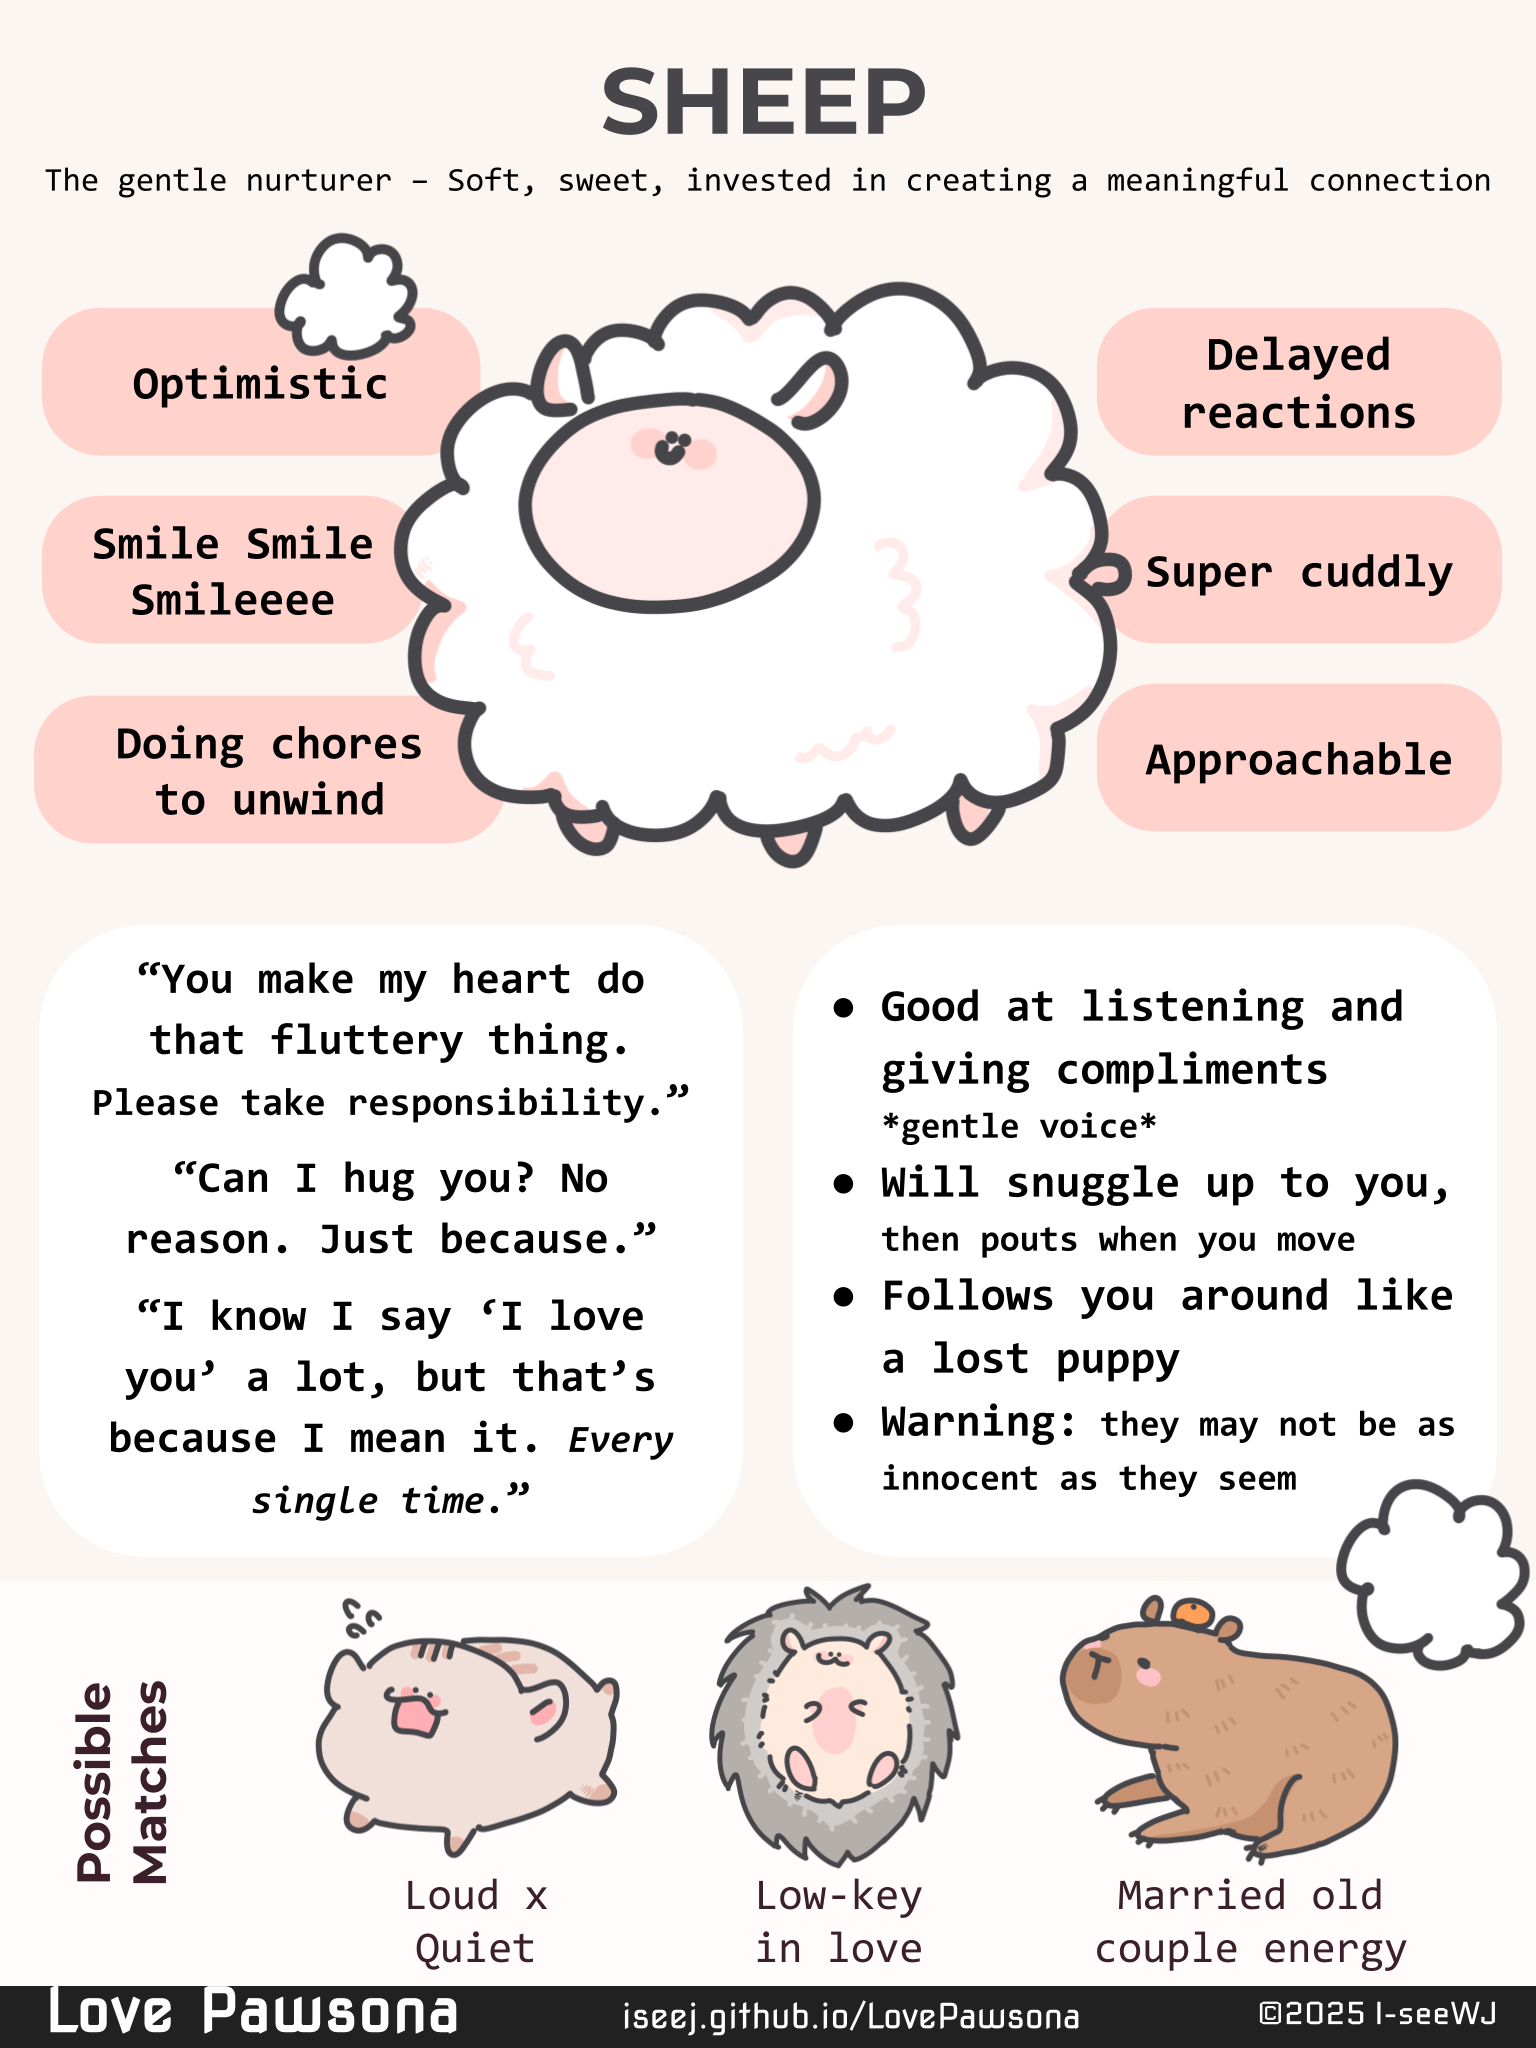 SHEEP
The gentle nurturer – Soft, sweet, invested in creating a meaningful connection
Optimistic
Smile Smile
Smileeee
Doing chores
to unwind
Delayed
reactions
Super cuddly
Approachable
“You make my heart do
that fluttery thing.
Please take responsibility.”
“Can I hug you? No
reason. Just because.”
“I know I say ‘I love
you’ a lot, but that’s
because I mean it. Every
single time.”
● Good at listening and
giving compliments
*gentle voice*
● Will snuggle up to you,
then pouts when you move
● Follows you around like
a lost puppy
● Warning: they may not be as
innocent as they seem
Possible
Matches
Loud x
Quiet
Low-key
in love
Married old
couple energy
Love Pawsona
iseej.github.io/LovePawsona
©2025 I-seeWJ